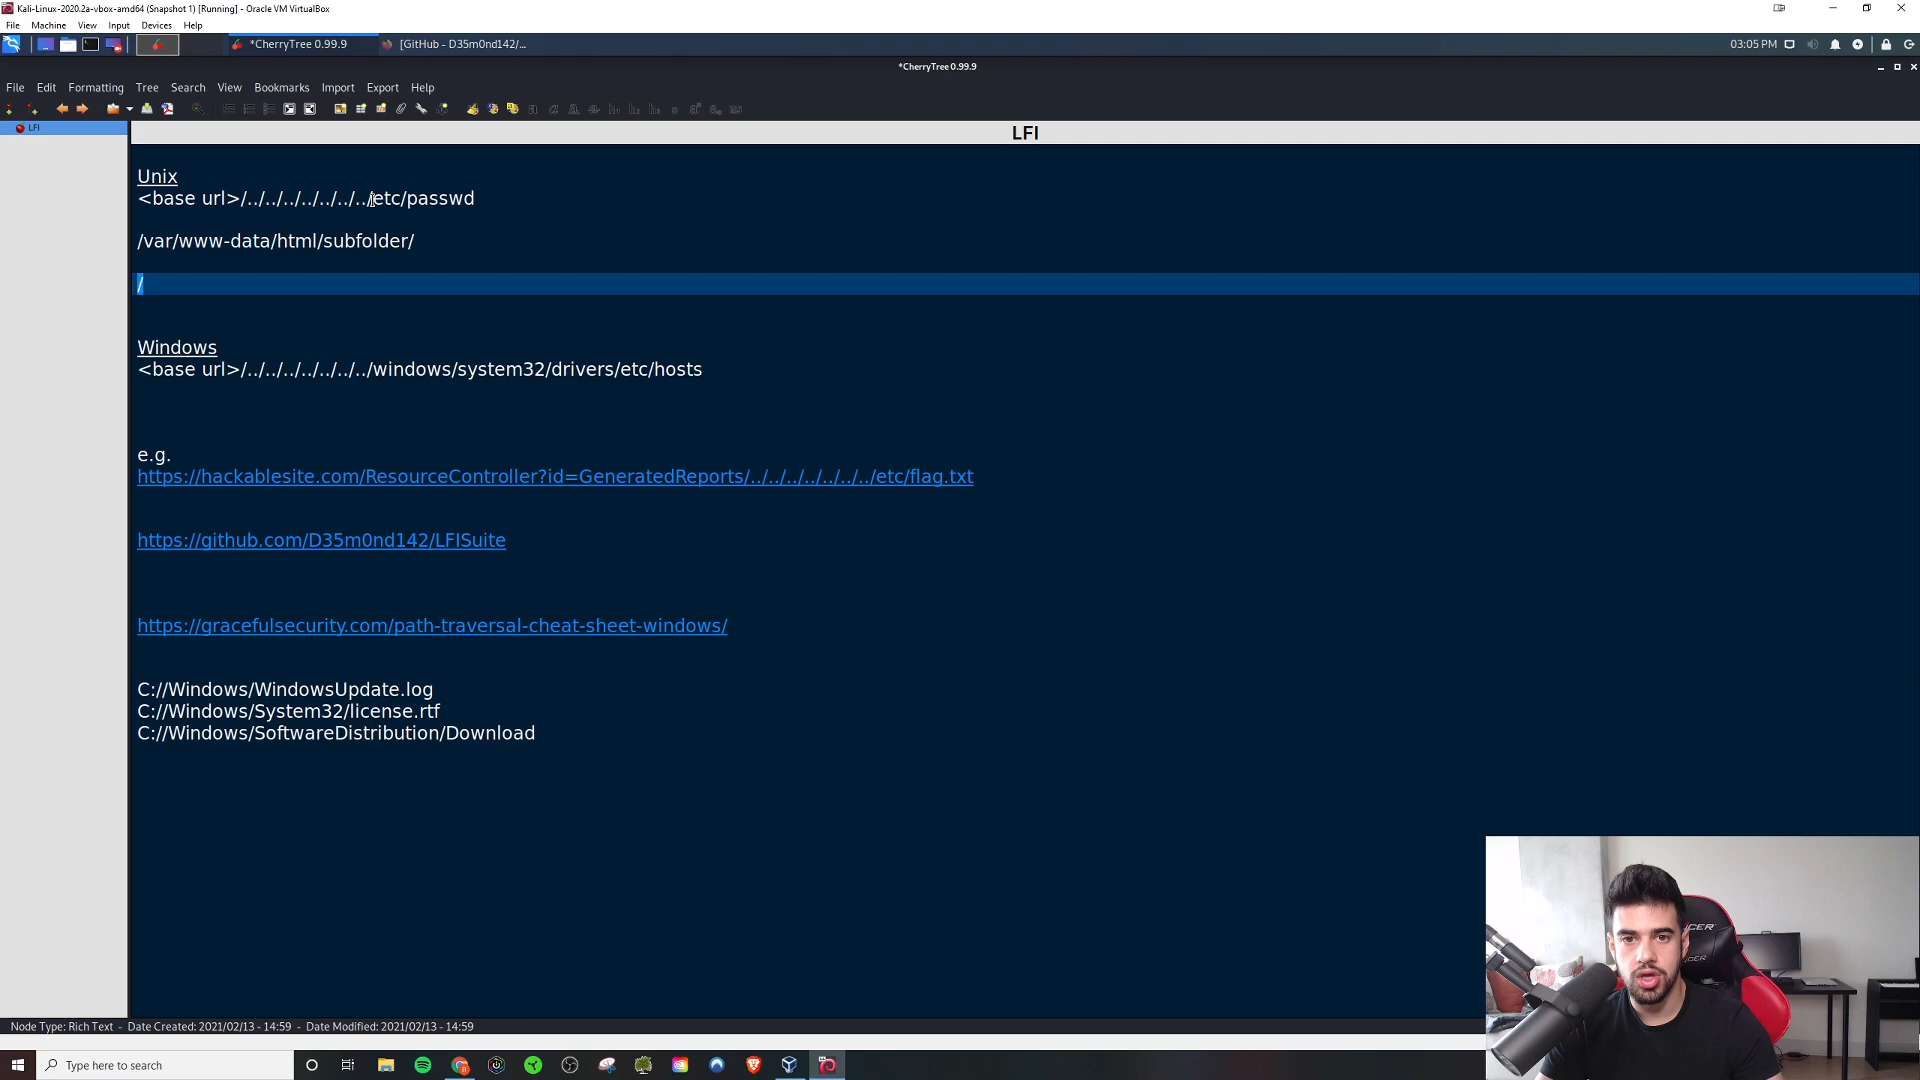 Kali-Linux-2020.2a-vbox-amd64 (Snapshot 1) [Running] - Oracle VM VirtualBox
File Machine View Input Devices Help
*CherryTree 0.99.9
[GitHub - D35m0nd142/...
03:05 PM
*CherryTree 0.99.9
File Edit Formatting Tree Search View Bookmarks Import Export Help
LFI
LFI
Unix
<base url>/../../../../../../../etc/passwd
/var/www-data/html/subfolder/
/
Windows
<base url>/../../../../../../../windows/system32/drivers/etc/hosts
e.g.
https://hackablesite.com/ResourceController?id=GeneratedReports/../../../../../../../etc/flag.txt
https://github.com/D35m0nd142/LFISuite
https://gracefulsecurity.com/path-traversal-cheat-sheet-windows/
C://Windows/WindowsUpdate.log
C://Windows/System32/license.rtf
C://Windows/SoftwareDistribution/Download
Node Type: Rich Text - Date Created: 2021/02/13 - 14:59 - Date Modified: 2021/02/13 - 14:59
Type here to search